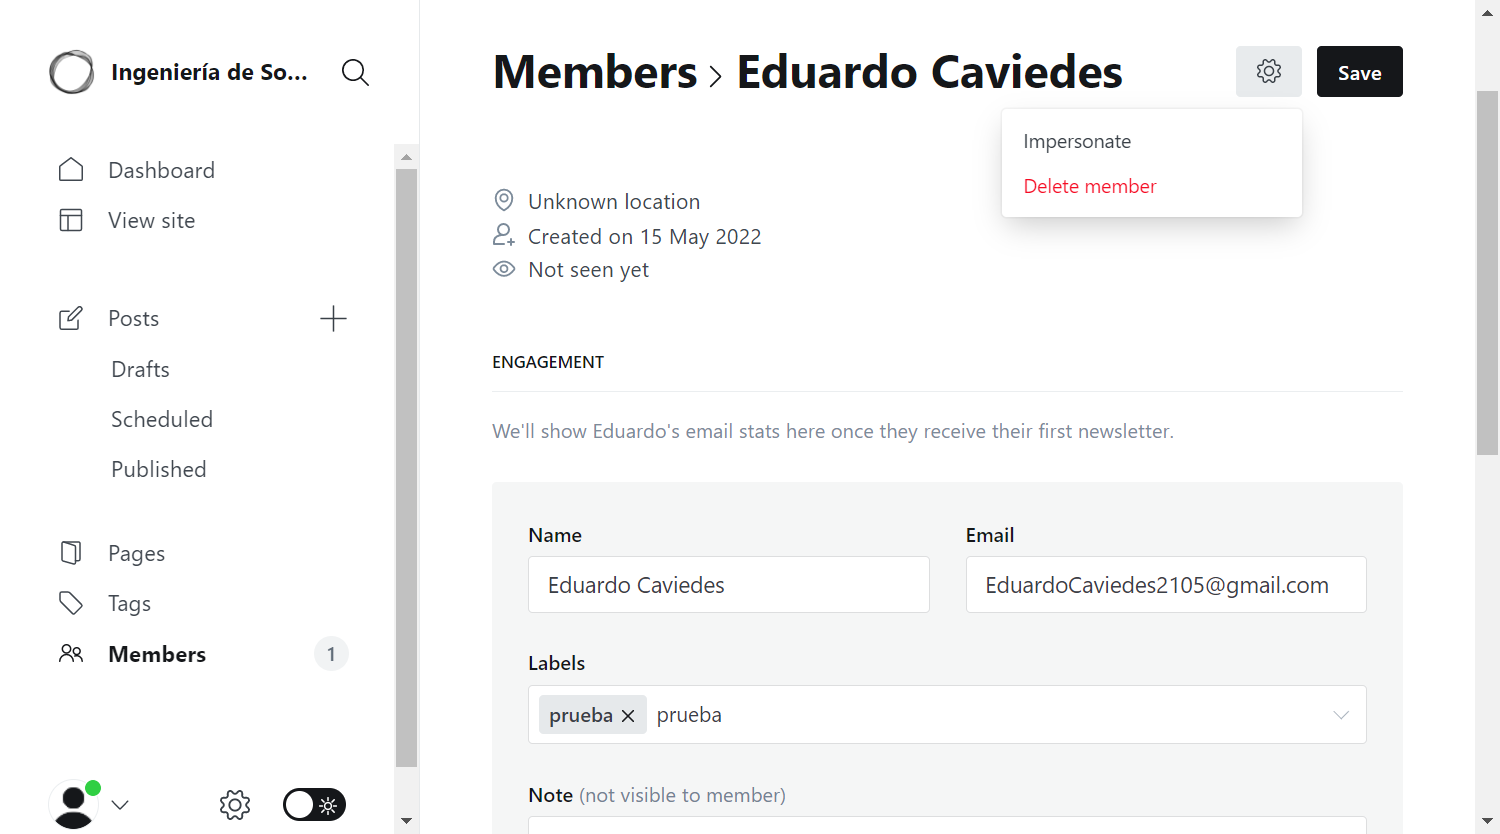 Ingeniería de So...
Dashboard
View site
Posts
Drafts
Scheduled
Published
Pages
Tags
Members
1
Members > Eduardo Caviedes
Save
Impersonate
Delete member
Unknown location
Created on 15 May 2022
Not seen yet
ENGAGEMENT
We'll show Eduardo's email stats here once they receive their first newsletter.
Name
Eduardo Caviedes
Email
EduardoCaviedes2105@gmail.com
Labels
prueba × prueba
Note (not visible to member)